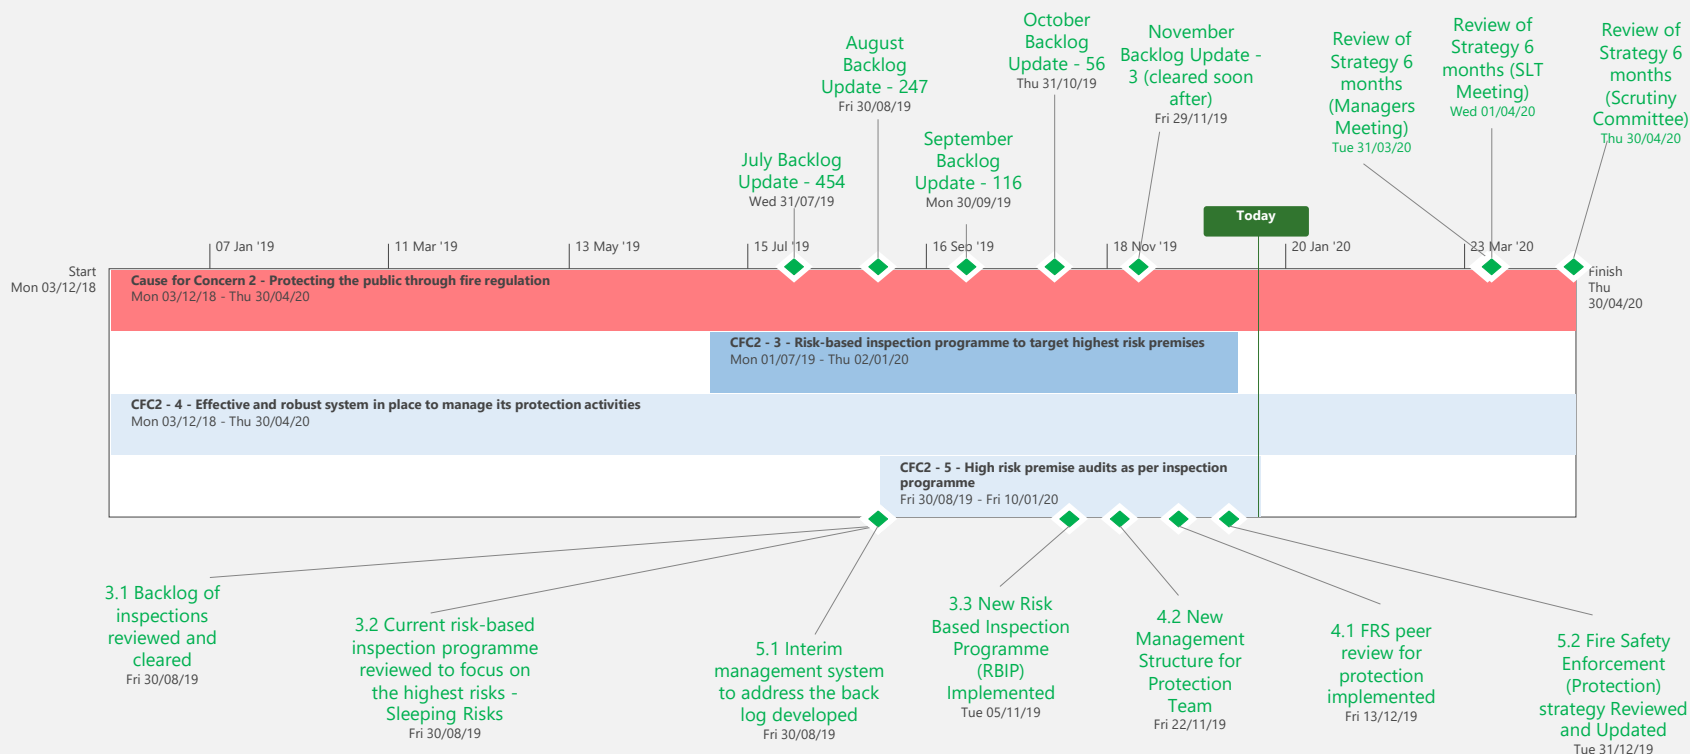 July Backlog
Update - 454
Wed 31/07/19
August
Backlog
Update - 247
Fri 30/08/19
September
Backlog
Update - 116
Mon 30/09/19
October
Backlog
Update - 56
Thu 31/10/19
November
Backlog Update -
3 (cleared soon
after)
Fri 29/11/19
Review of
Strategy 6
months
(Managers
Meeting)
Tue 31/03/20
Review of
Strategy 6
months (SLT
Meeting)
Wed 01/04/20
Review of
Strategy 6
months
(Scrutiny
Committee)
Thu 30/04/20
Today
07 Jan '19
11 Mar '19
13 May '19
15 Jul '19
16 Sep '19
18 Nov '19
20 Jan '20
23 Mar '20
Start
Mon 03/12/18
Finish
Thu
30/04/20
Cause for Concern 2 - Protecting the public through fire regulation
Mon 03/12/18 - Thu 30/04/20
CFC2 - 3 - Risk-based inspection programme to target highest risk premises
Mon 01/07/19 - Thu 02/01/20
CFC2 - 4 - Effective and robust system in place to manage its protection activities
Mon 03/12/18 - Thu 30/04/20
CFC2 - 5 - High risk premise audits as per inspection
programme
Fri 30/08/19 - Fri 10/01/20
3.1 Backlog of
inspections
reviewed and
cleared
Fri 30/08/19
3.2 Current risk-based
inspection programme
reviewed to focus on
the highest risks -
Sleeping Risks
Fri 30/08/19
5.1 Interim
management system
to address the back
log developed
Fri 30/08/19
3.3 New Risk
Based Inspection
Programme
(RBIP)
Implemented
Tue 05/11/19
4.2 New
Management
Structure for
Protection
Team
Fri 22/11/19
4.1 FRS peer
review for
protection
implemented
Fri 13/12/19
5.2 Fire Safety
Enforcement
(Protection)
strategy Reviewed
and Updated
Tue 31/12/19